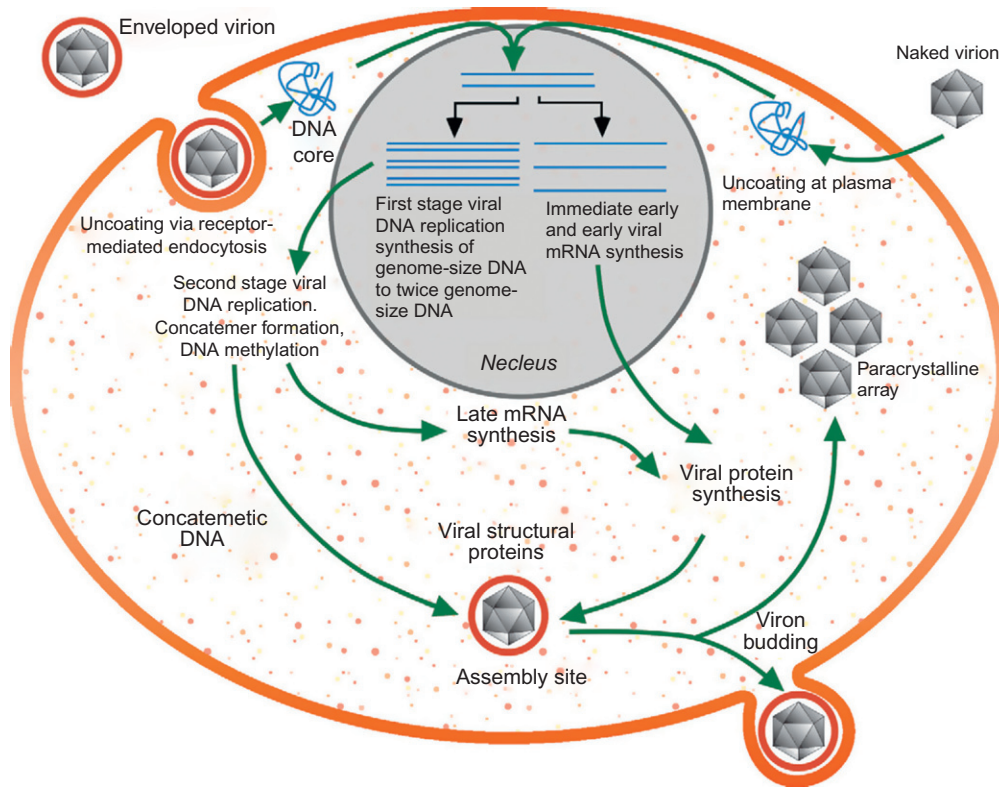 Enveloped virion
Naked virion
DNA
core
Uncoating at plasma
membrane
Uncoating via receptor-
mediated endocytosis
First stage viral
DNA replication
synthesis of
genome-size DNA
to twice genome-
size DNA
Immediate early
and early viral
mRNA synthesis
Second stage viral
DNA replication.
Concatemer formation,
DNA methylation
Necleus
Paracrystalline
array
Late mRNA
synthesis
Viral protein
synthesis
Concatemetic
DNA
Viral structural
proteins
Viron
budding
Assembly site